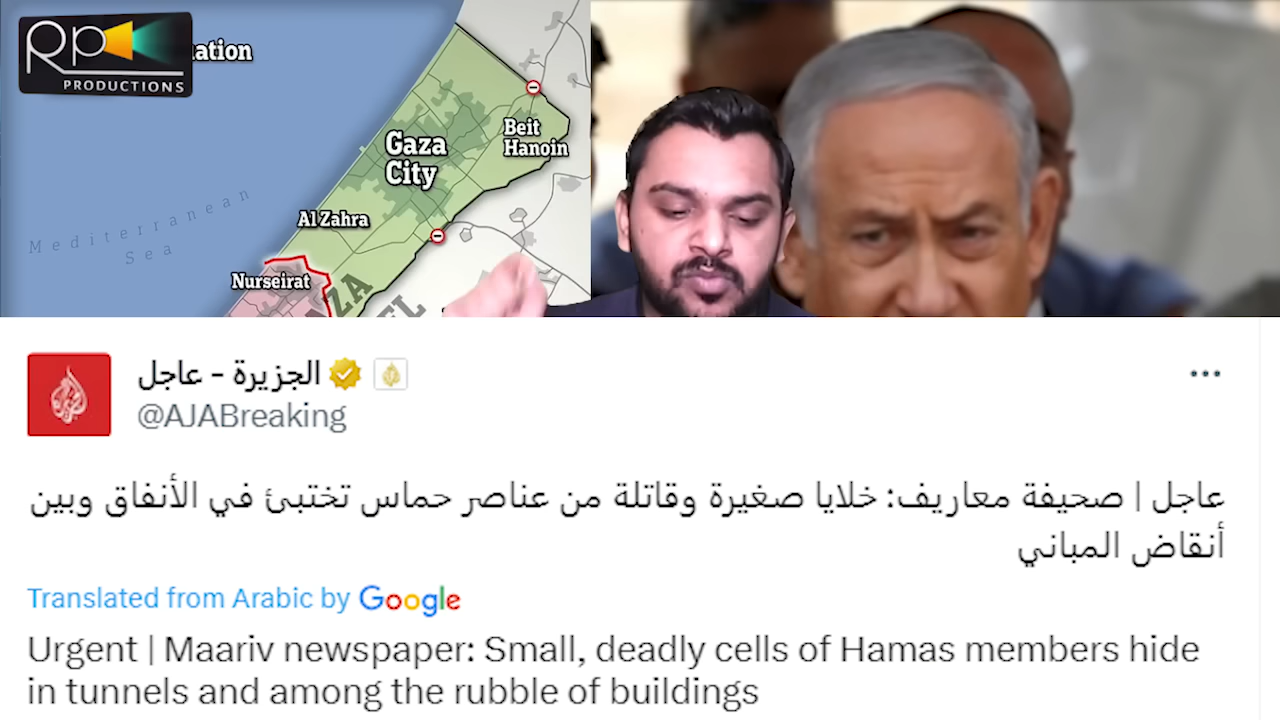 RP
PRODUCTIONS
ation
Gaza
City
Beit
Hanoin
Al Zahra
Mediterranean
Sea
Nurseirat
الجزيرة - عاجل
@AJABreaking
عاجل | صحيفة معاريف: خلايا صغيرة وقاتلة من عناصر حماس تختبئ في الأنفاق وبين
أنقاض المباني
Translated from Arabic by Google
Urgent | Maariv newspaper: Small, deadly cells of Hamas members hide
in tunnels and among the rubble of buildings